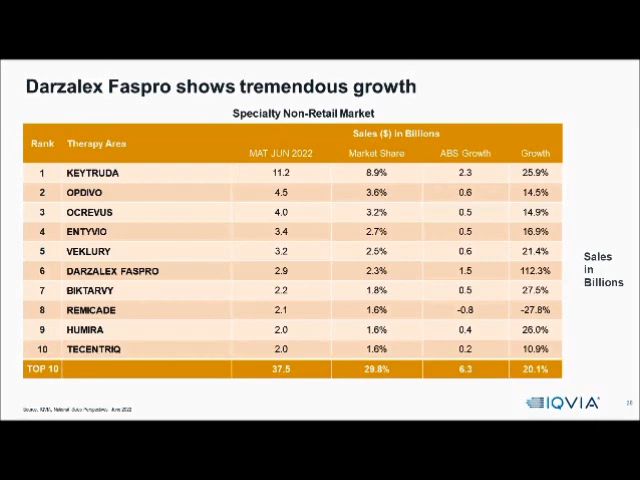 Darzalex Faspro shows tremendous growth
Specialty Non-Retail Market
Rank Therapy Area Sales ($) In Billions
MAT JUN 2022 Market Share ABS Growth Growth
1 KEYTRUDA 11.2 8.9% 2.3 25.9%
2 OPDIVO 4.5 3.6% 0.6 14.5%
3 OCREVUS 4.0 3.2% 0.5 14.9%
4 ENTYVIO 3.4 2.7% 0.5 16.9%
5 VEKLURY 3.2 2.5% 0.6 21.4%
6 DARZALEX FASPRO 2.9 2.3% 1.5 112.3%
7 BIKTARVY 2.2 1.8% 0.5 27.5%
8 REMICADE 2.1 1.6% -0.8 -27.8%
9 HUMIRA 2.0 1.6% 0.4 26.0%
10 TECENTRIQ 2.0 1.6% 0.2 10.9%
TOP 10 37.5 29.8% 6.3 20.1%
Sales
in
Billions
Source: IQVIA, National Sales Perspectives, June 2022
IQVIA